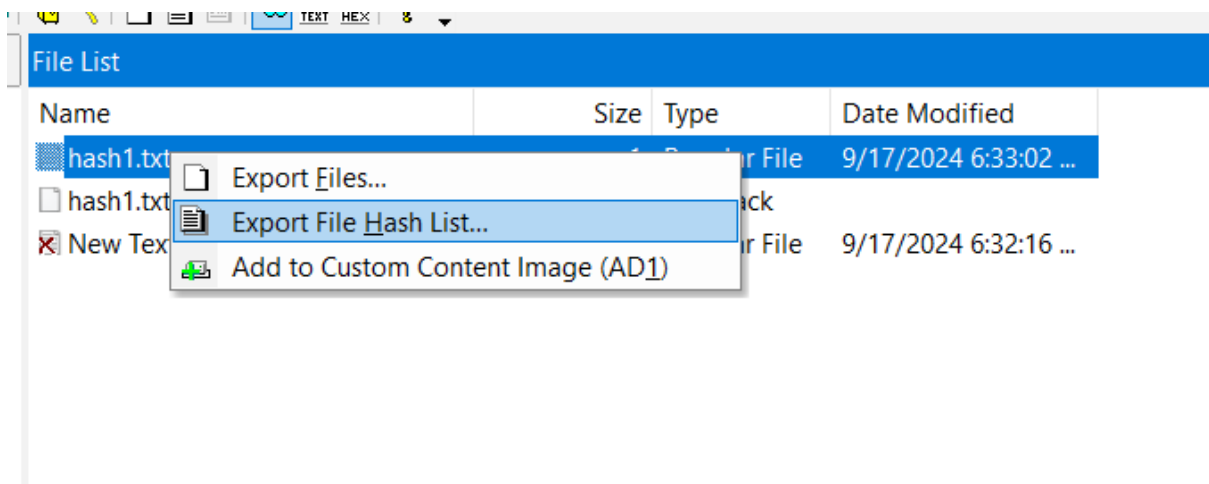 TEXT HEX
File List
Name Size Type Date Modified
hash1.txt File 9/17/2024 6:33:02 ...
Export Files...
hash1.txt
Export File Hash List...
New Tex File 9/17/2024 6:32:16 ...
Add to Custom Content Image (AD1)